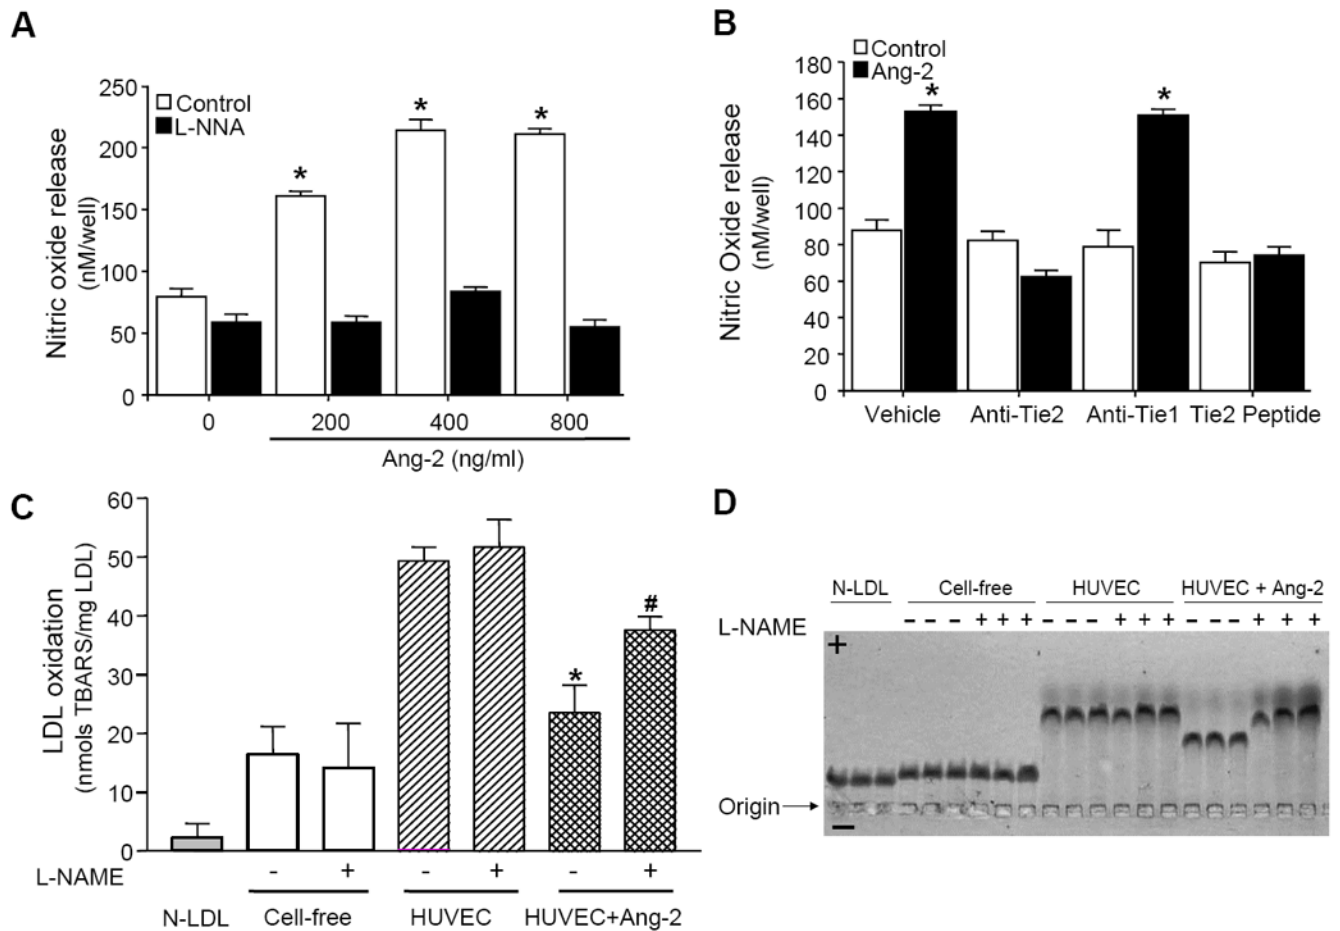 A
Nitric oxide release
(nM/well)
250
200
150
100
50
0
Control
L-NNA
*
*
*
0 200 400 800
Ang-2 (ng/ml)
B
Nitric Oxide release
(nM/well)
180
160
140
120
100
80
60
40
20
0
Control
Ang-2
*
*
Vehicle Anti-Tie2 Anti-Tie1 Tie2 Peptide
C
LDL oxidation
(nmols TBARS/mg LDL)
60
50
40
30
20
10
0
*
#
L-NAME - + - + - +
N-LDL Cell-free HUVEC HUVEC+Ang-2
D
N-LDL Cell-free HUVEC HUVEC + Ang-2
L-NAME - - - + + + - - - + + + - - - + + +
+
Origin
-